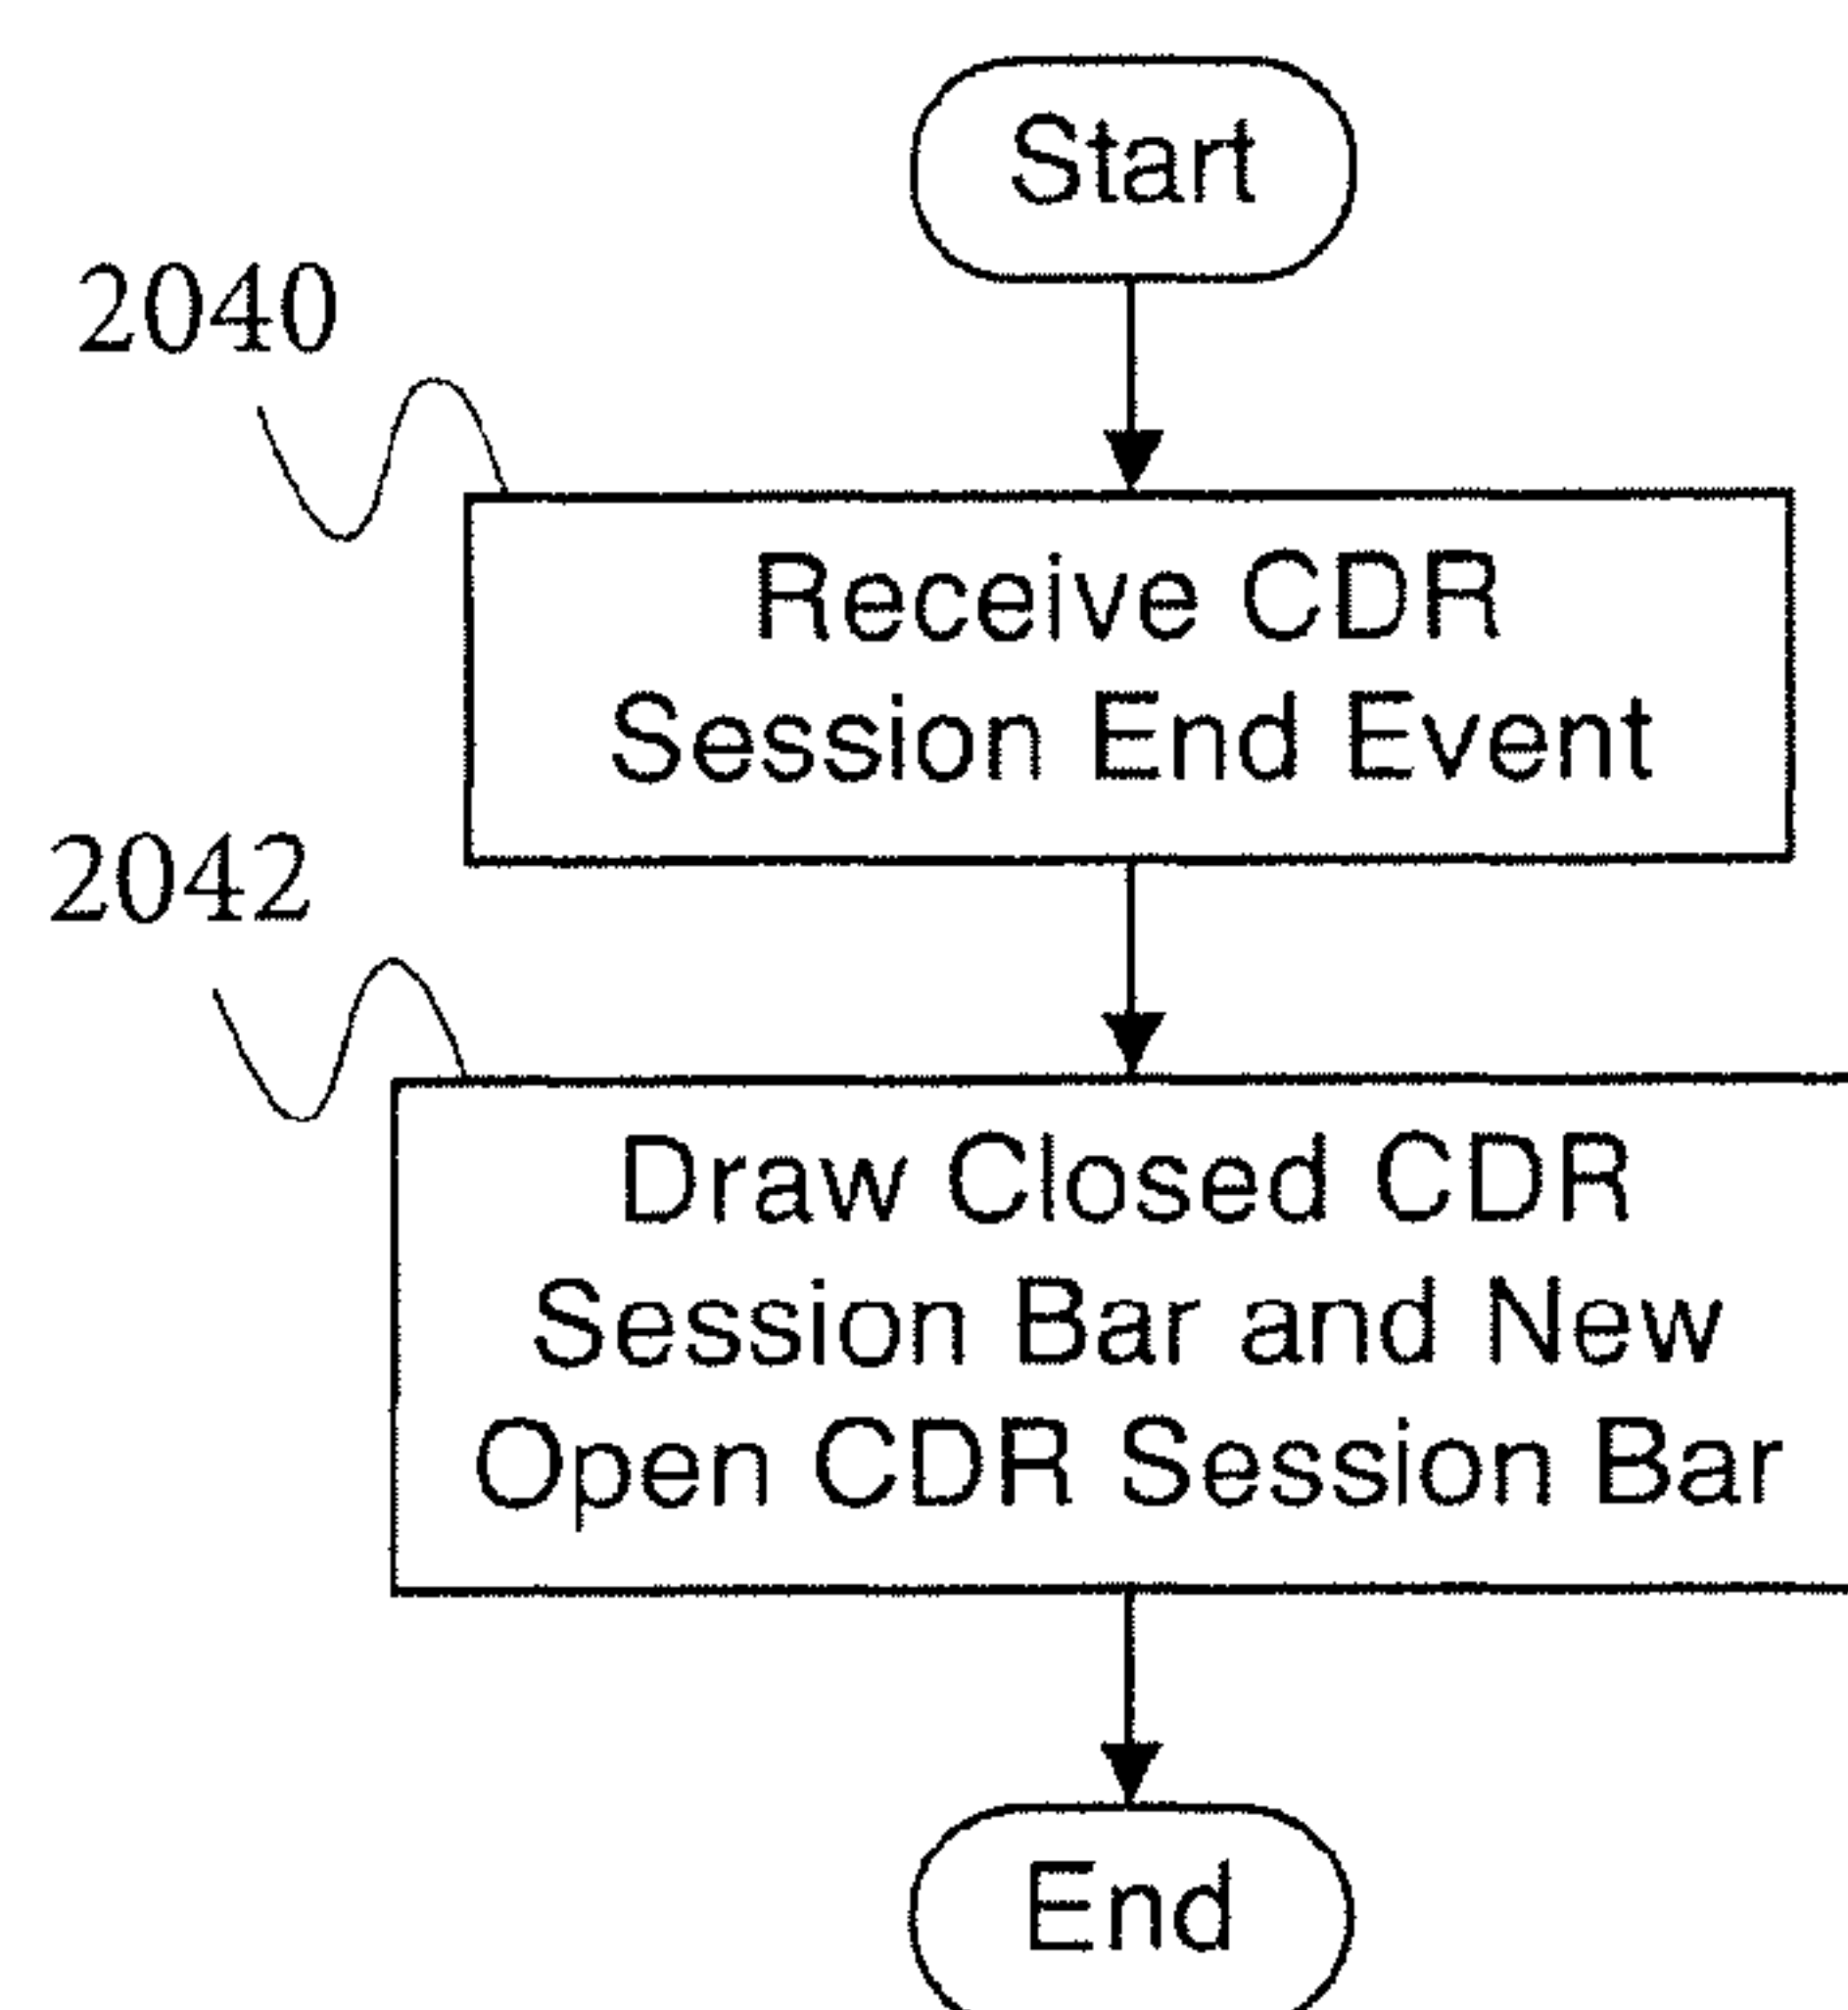 Start
2040
Receive CDR
Session End Event
2042
Draw Closed CDR
Session Bar and New
Open CDR Session Bar
End